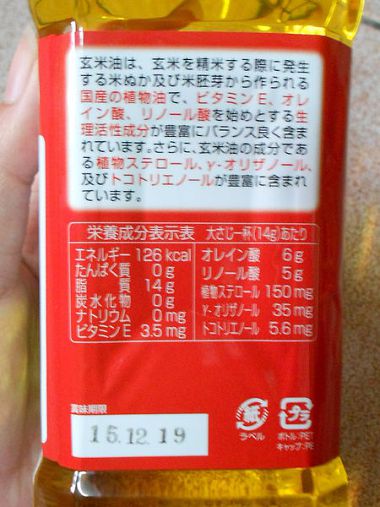 玄米油は、玄米を精米する際に発生
する米ぬか及び米胚芽から作られる
国産の植物油で、ビタミンE、オレ
イン酸、リノール酸を始めとする生
理活性成分が豊富にバランス良く含ま
れています。さらに、玄米油の成分であ
る植物ステロール、γ-オリザノール、
及びトコトリエノールが豊富に含まれ
ています。
栄養成分表示表 大さじ一杯(14g)あたり
エネルギー 126 kcal オレイン酸 6 g
たんぱく質 0 g リノール酸 5 g
脂質 14 g 植物ステロール 150 mg
炭水化物 0 g γ-オリザノール 35 mg
ナトリウム 0 mg トコトリエノール 5.6 mg
ビタミンE 3.5 mg
賞味期限
15.12.19
紙
ラベル
プラ
ボトル:PET
キャップ:PE